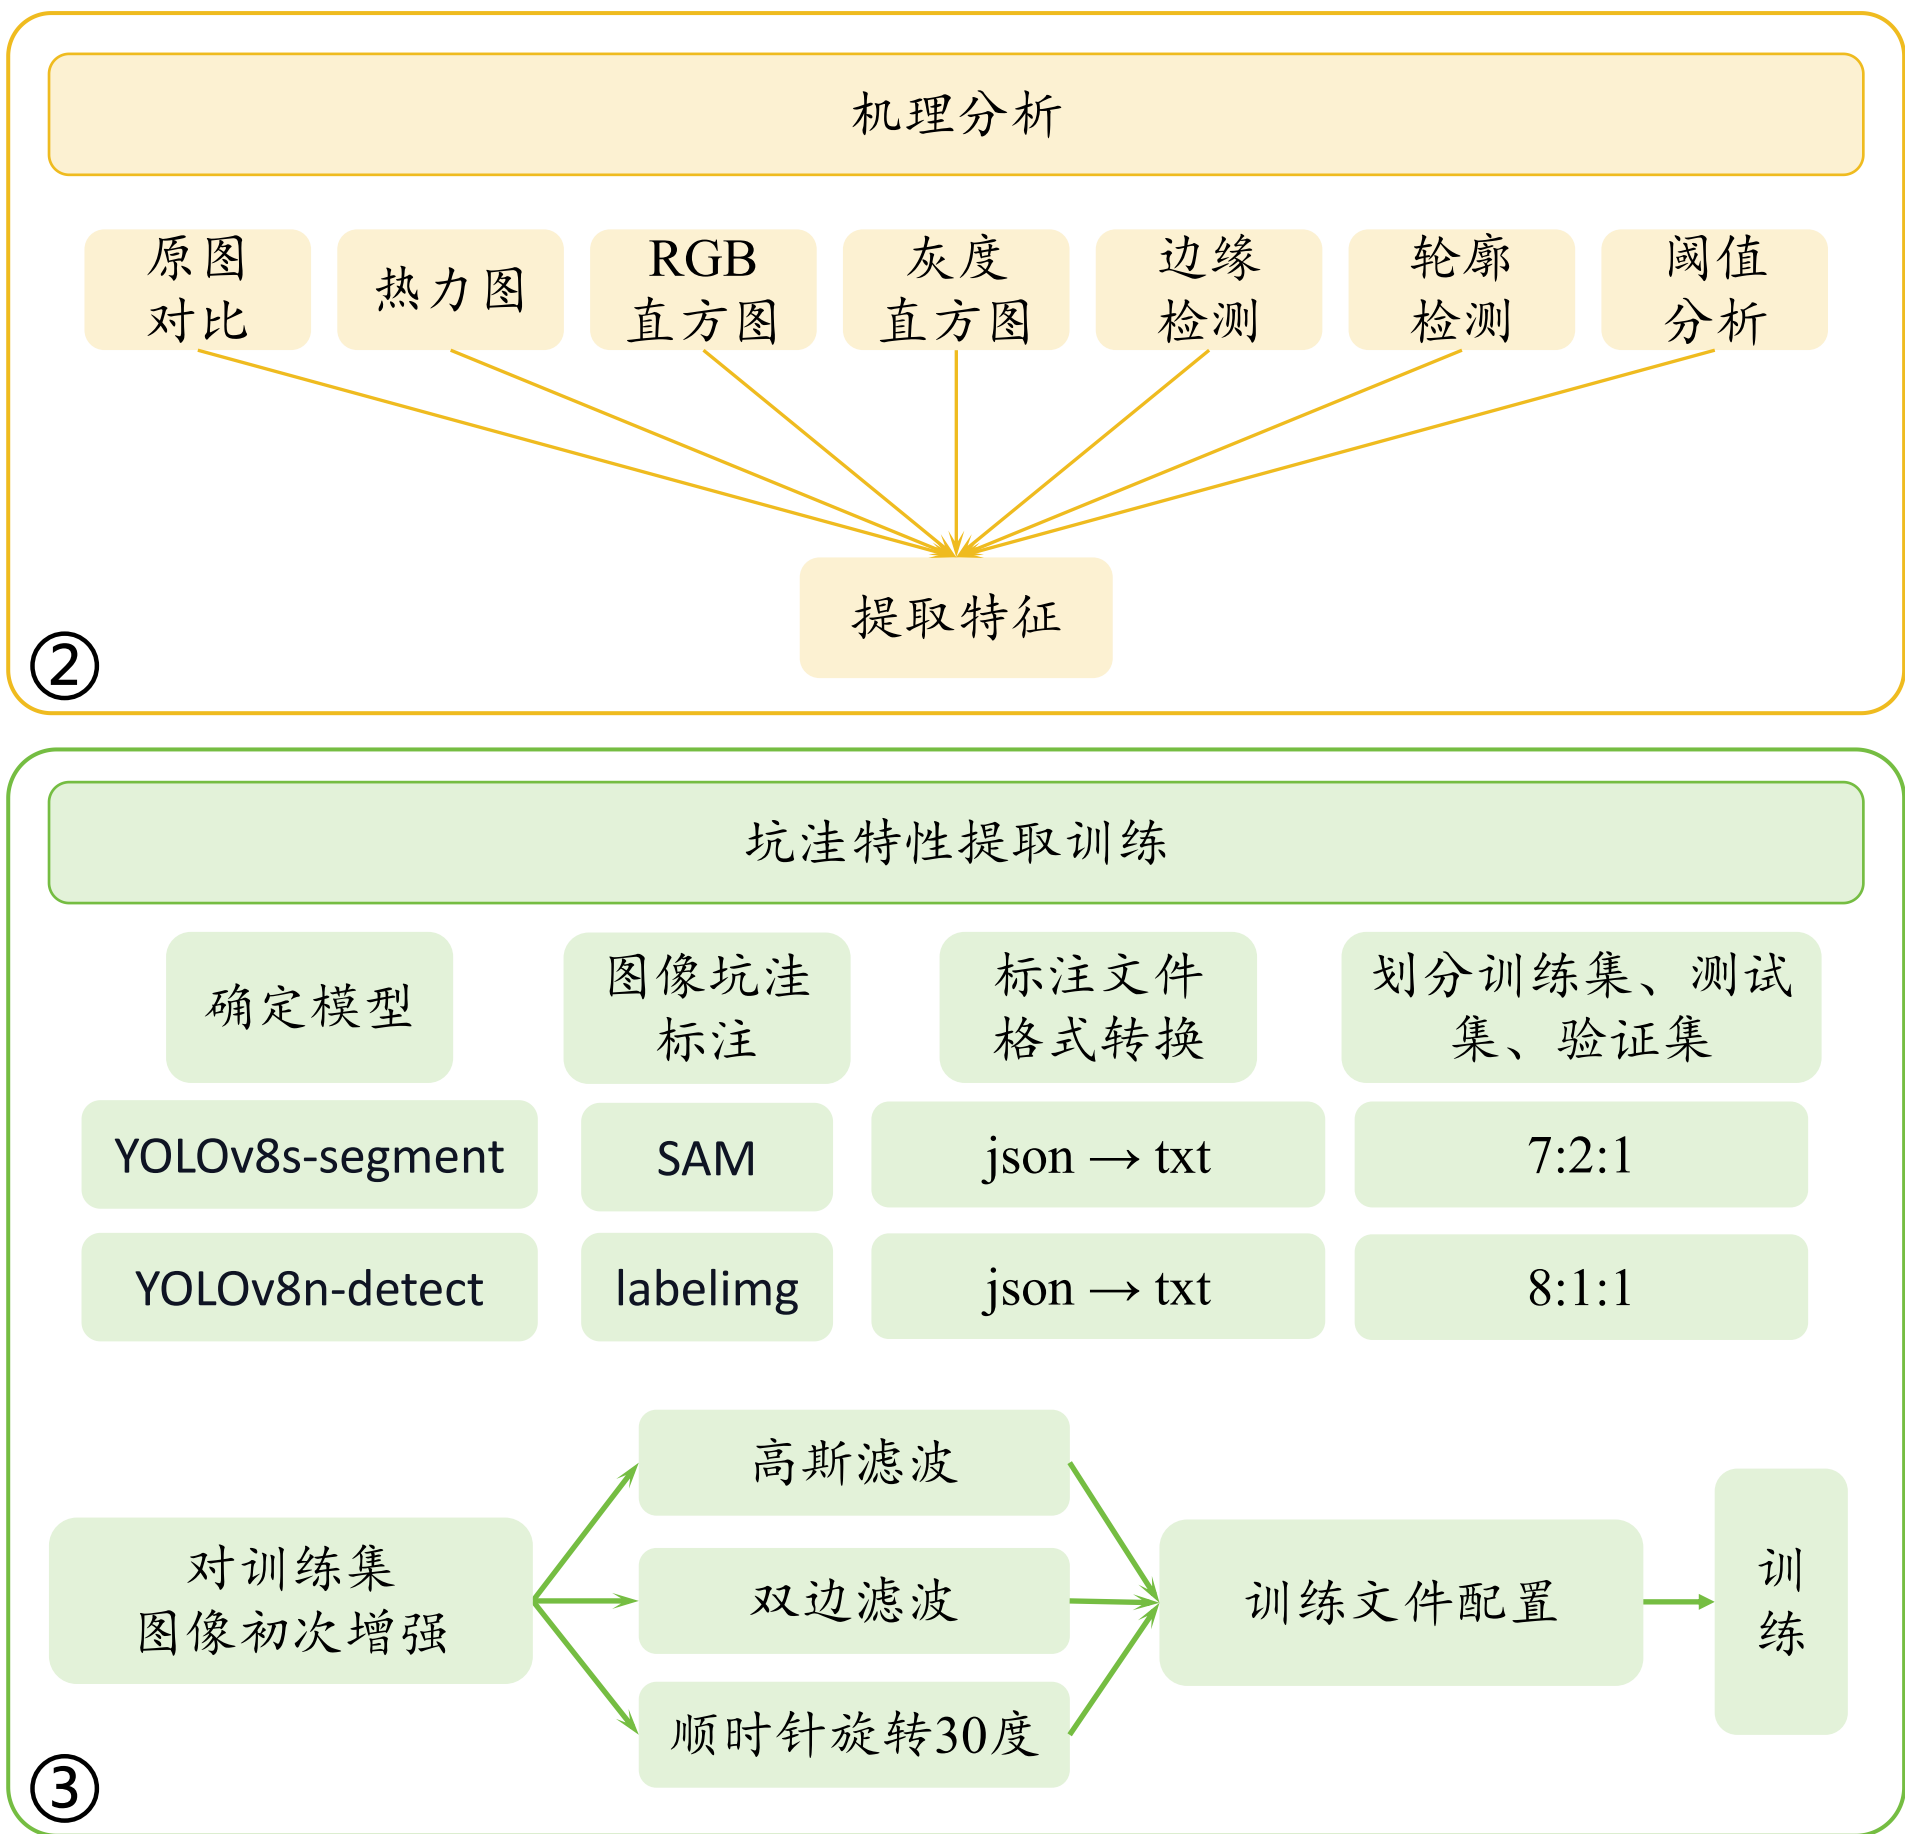 机理分析
原图
对比
热力图
RGB
直方图
灰度
直方图
边缘
检测
轮廓
检测
阈值
分析
提取特征
②
坑洼特性提取训练
确定模型
图像坑洼
标注
标注文件
格式转换
划分训练集、测试
集、验证集
YOLOv8s-segment
SAM
json → txt
7:2:1
YOLOv8n-detect
labelimg
json → txt
8:1:1
对训练集
图像初次增强
高斯滤波
双边滤波
顺时针旋转30度
训练文件配置
训
练
③